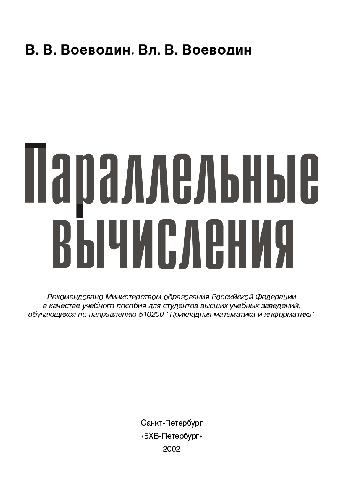 В. В. Воеводин, Вл. В. Воеводин
Параллельные
вычисления
Рекомендовано Министерством образования Российской Федерации
в качестве учебного пособия для студентов высших учебных заведений,
обучающихся по направлению 510200 "Прикладная математика и информатика"
Санкт-Петербург
«БХВ-Петербург»
2002